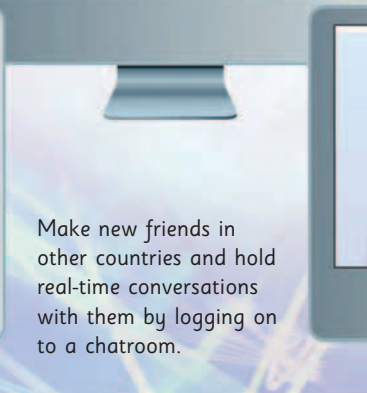 Make new friends in
other countries and hold
real-time conversations
with them by logging on
to a chatroom.